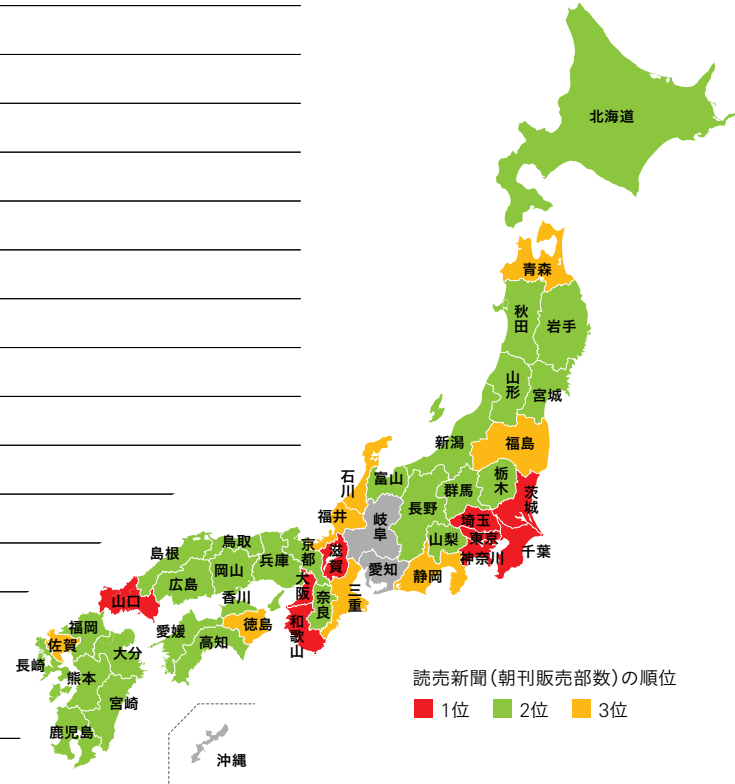 北海道
青森
秋田
岩手
山形
宮城
新潟
福島
石川
富山
栃木
群馬
茨城
長野
福井
岐阜
埼玉
東京
山梨
神奈川
千葉
京都
滋賀
愛知
静岡
島根
鳥取
兵庫
岡山
広島
大阪
奈良
三重
香川
山口
和歌山
徳島
愛媛
高知
福岡
佐賀
大分
長崎
熊本
宮崎
鹿児島
沖縄
読売新聞(朝刊販売部数)の順位
1位 2位 3位